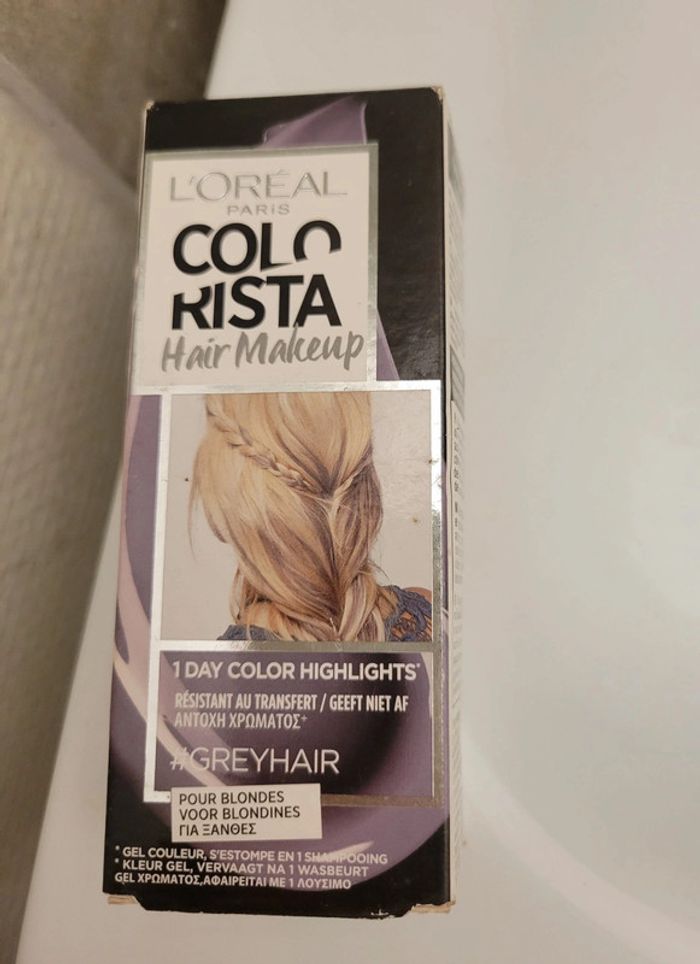 L'ORÉAL
PARIS
COLO
RISTA
Hair Makeup
1 DAY COLOR HIGHLIGHTS*
RÉSISTANT AU TRANSFERT / GEEFT NIET AF
ΑΝΤΟΧΗ ΧΡΩΜΑΤΟΣ+
#GREYHAIR
POUR BLONDES
VOOR BLONDINES
ΓΙΑ ΞΑΝΘΕΣ
* GEL COULEUR, S'ESTOMPE EN 1 SHAMPOOING
* KLEUR GEL, VERVAAGT NA 1 WASBEURT
GEL ΧΡΩΜΑΤΟΣ,ΑΦΑΙΡΕΙΤΑΙ ΜΕ 1 ΛΟΥΣΙΜΟ